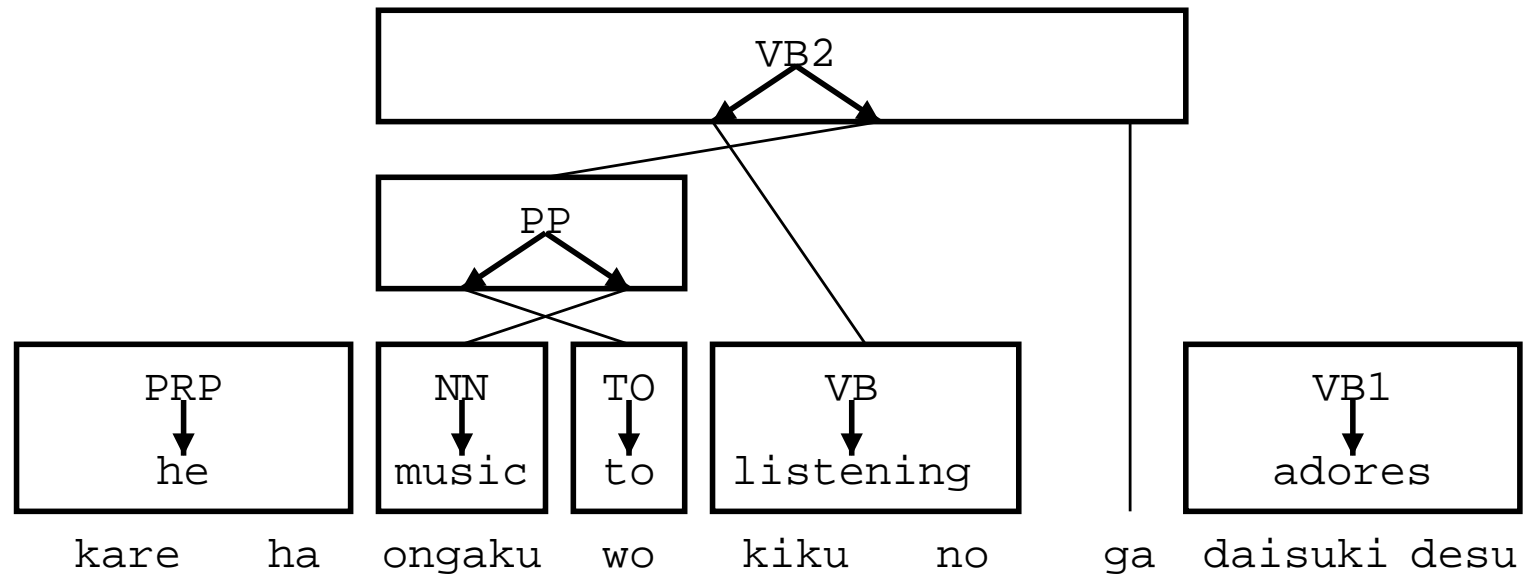 VB2
PP
PRP NN TO VB VB1
he music to listening adores
kare ha ongaku wo kiku no ga daisuki desu